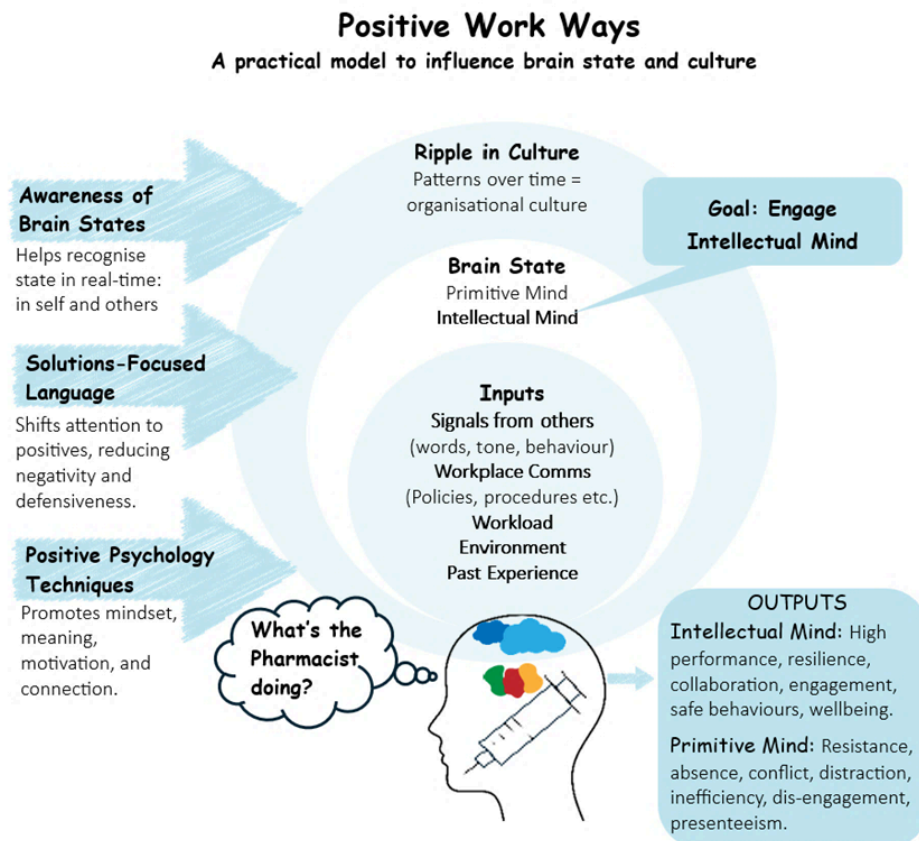 Positive Work Ways
A practical model to influence brain state and culture
Awareness of
Brain States
Helps recognise
state in real-time:
in self and others
Solutions-Focused
Language
Shifts attention to
positives, reducing
negativity and
defensiveness.
Positive Psychology
Techniques
Promotes mindset,
meaning,
motivation, and
connection.
Ripple in Culture
Patterns over time =
organisational culture
Goal: Engage
Intellectual Mind
Brain State
Primitive Mind
Intellectual Mind
Inputs
Signals from others
(words, tone, behaviour)
Workplace Comms
(Policies, procedures etc.)
Workload
Environment
Past Experience
What's the
Pharmacist
doing?
OUTPUTS
Intellectual Mind: High
performance, resilience,
collaboration, engagement,
safe behaviours, wellbeing.
Primitive Mind: Resistance,
absence, conflict, distraction,
inefficiency, dis-engagement,
presenteeism.